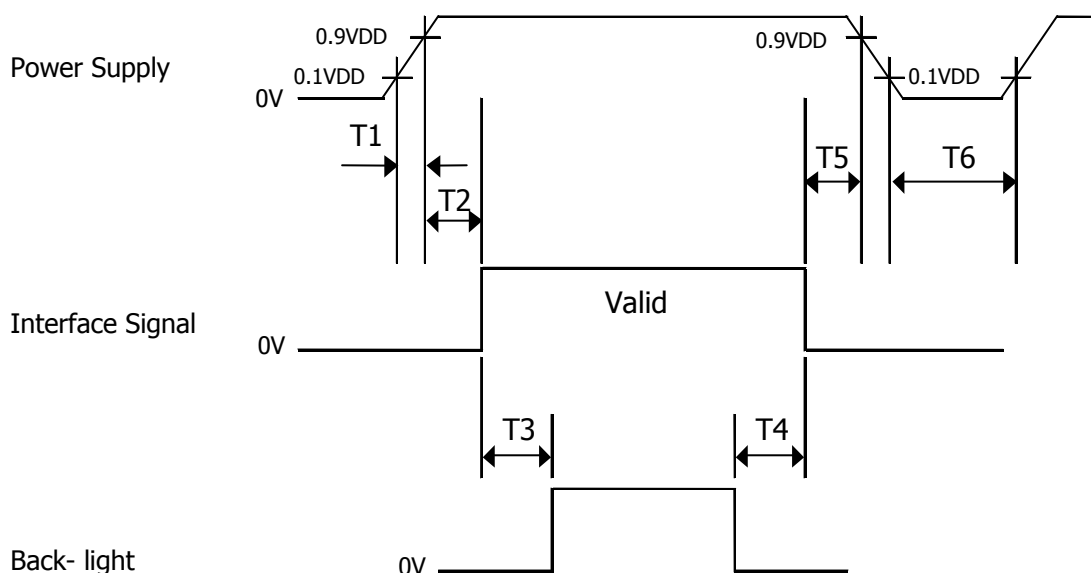 0.9VDD
0.9VDD
Power Supply
0.1VDD
0.1VDD
0V
T1
T5
T6
T2
Valid
Interface Signal
0V
T3
T4
Back- light
0V